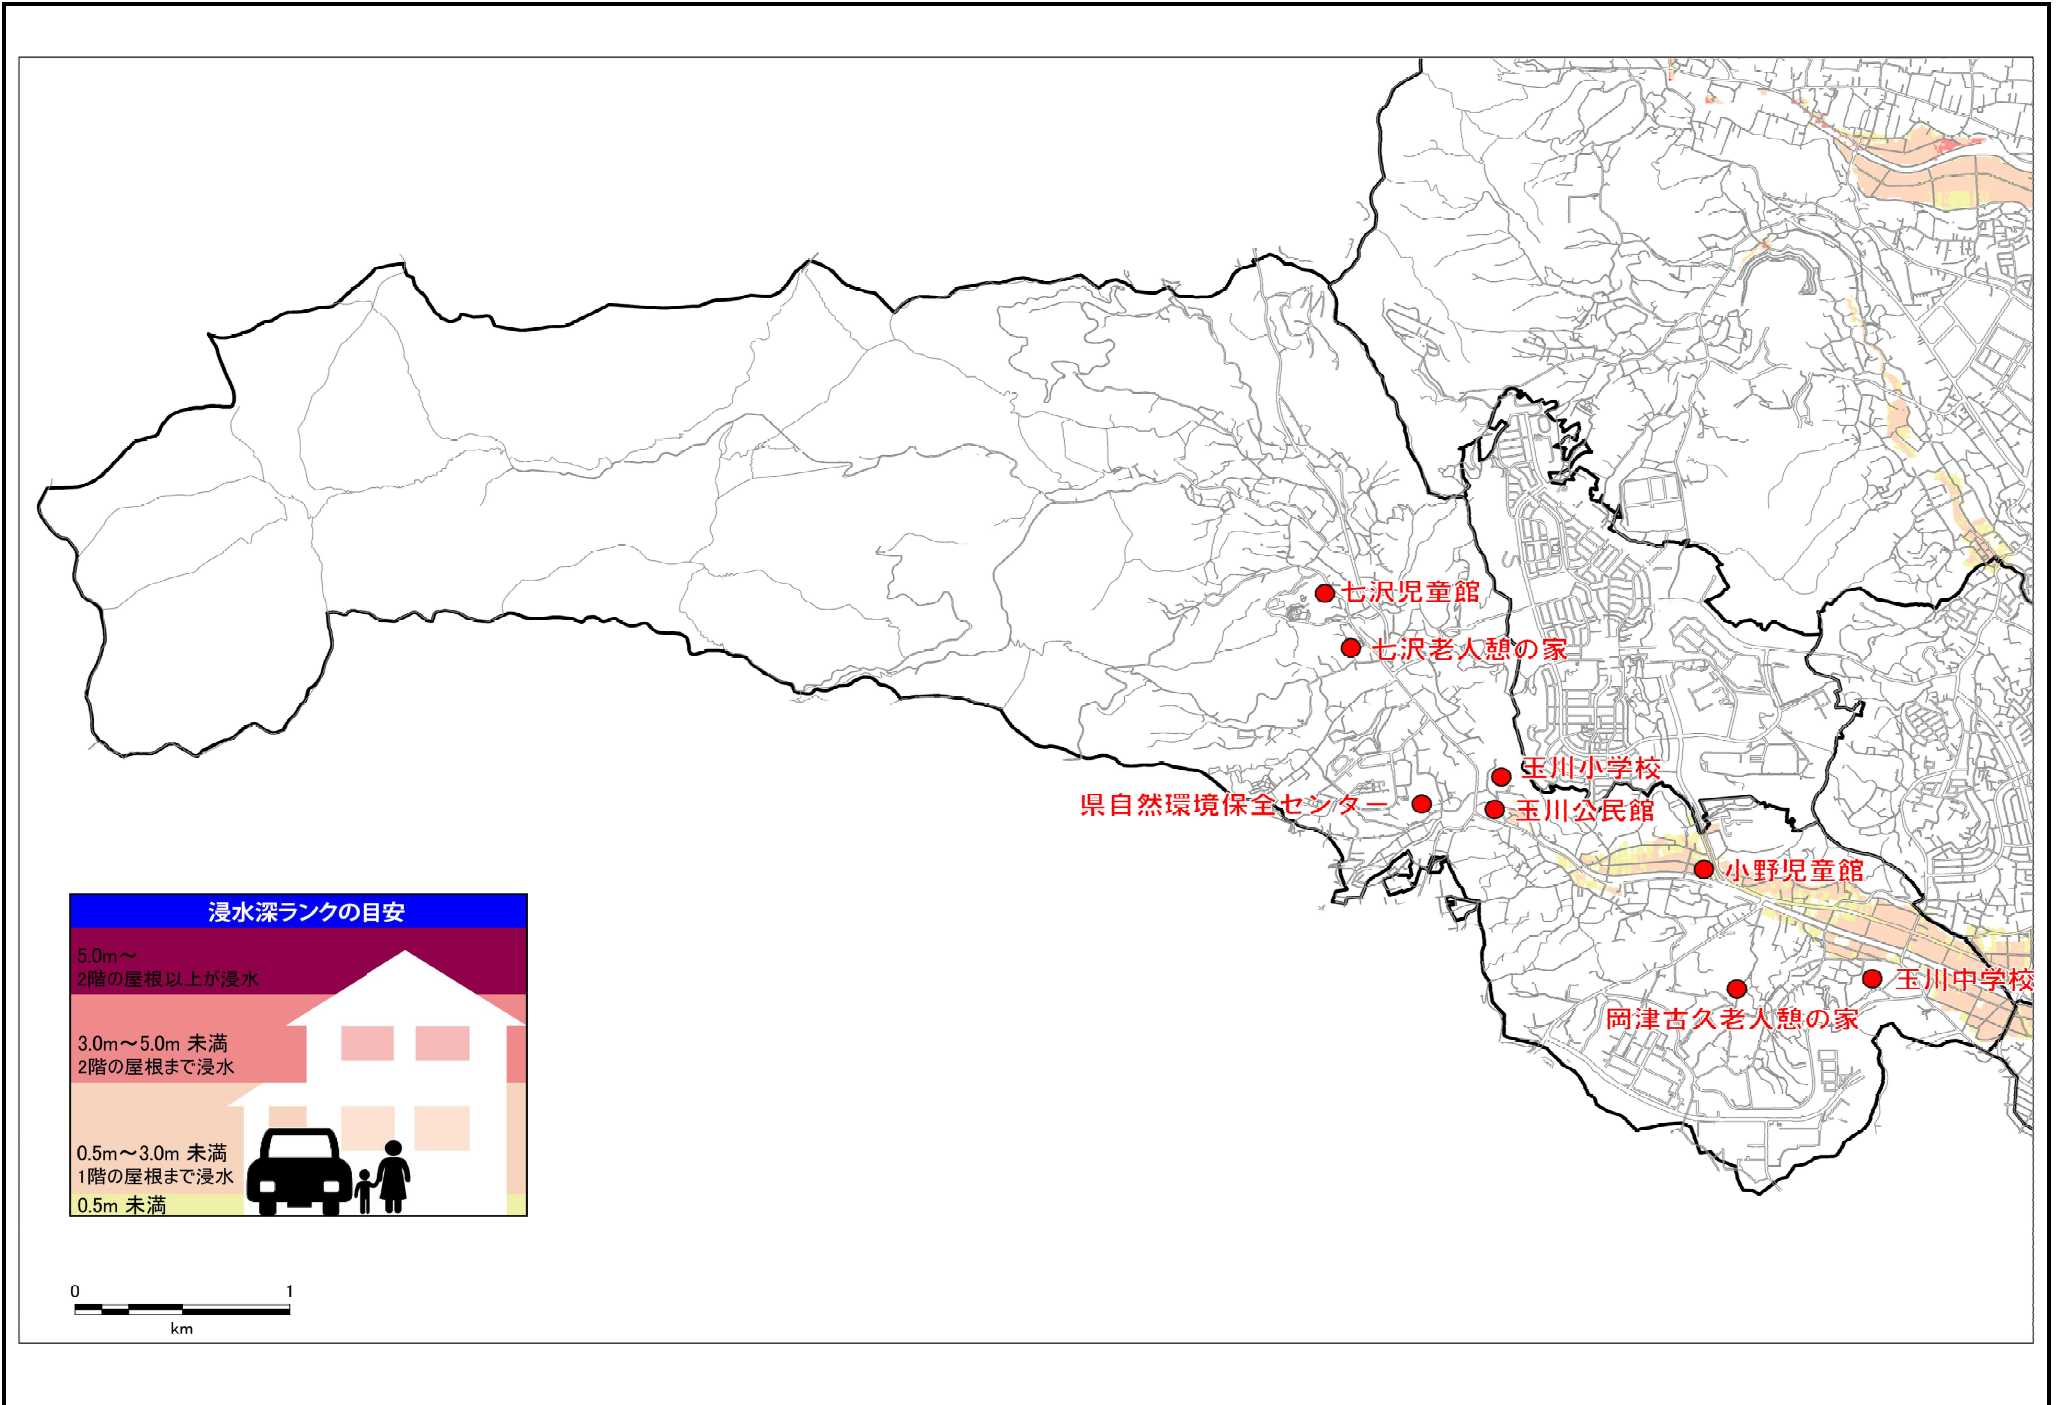 七沢児童館
七沢老人憩の家
玉川小学校
県自然環境保全センター
玉川公民館
小野児童館
玉川中学校
岡津古久老人憩の家
浸水深ランクの目安
5.0m～
2階の屋根以上が浸水
3.0m～5.0m 未満
2階の屋根まで浸水
0.5m～3.0m 未満
1階の屋根まで浸水
0.5m 未満
0 1
km